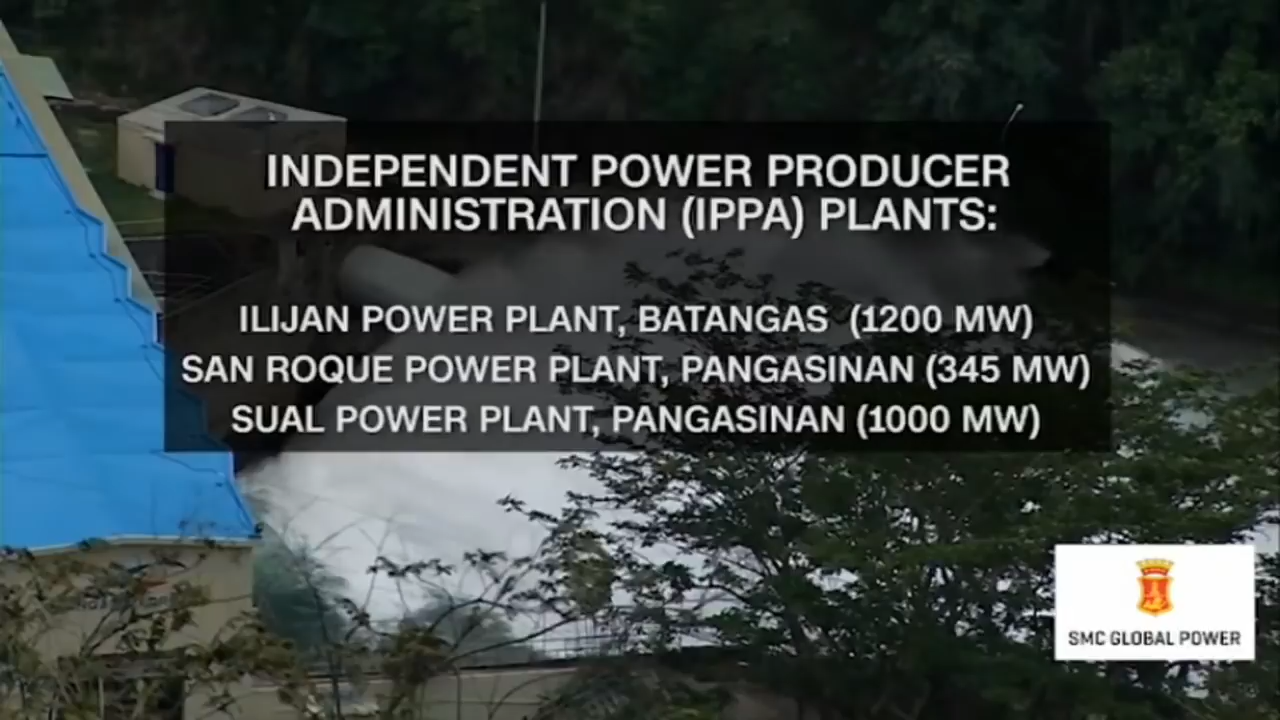 INDEPENDENT POWER PRODUCER
ADMINISTRATION (IPPA) PLANTS:
ILIJAN POWER PLANT, BATANGAS (1200 MW)
SAN ROQUE POWER PLANT, PANGASINAN (345 MW)
SUAL POWER PLANT, PANGASINAN (1000 MW)
SMC GLOBAL POWER